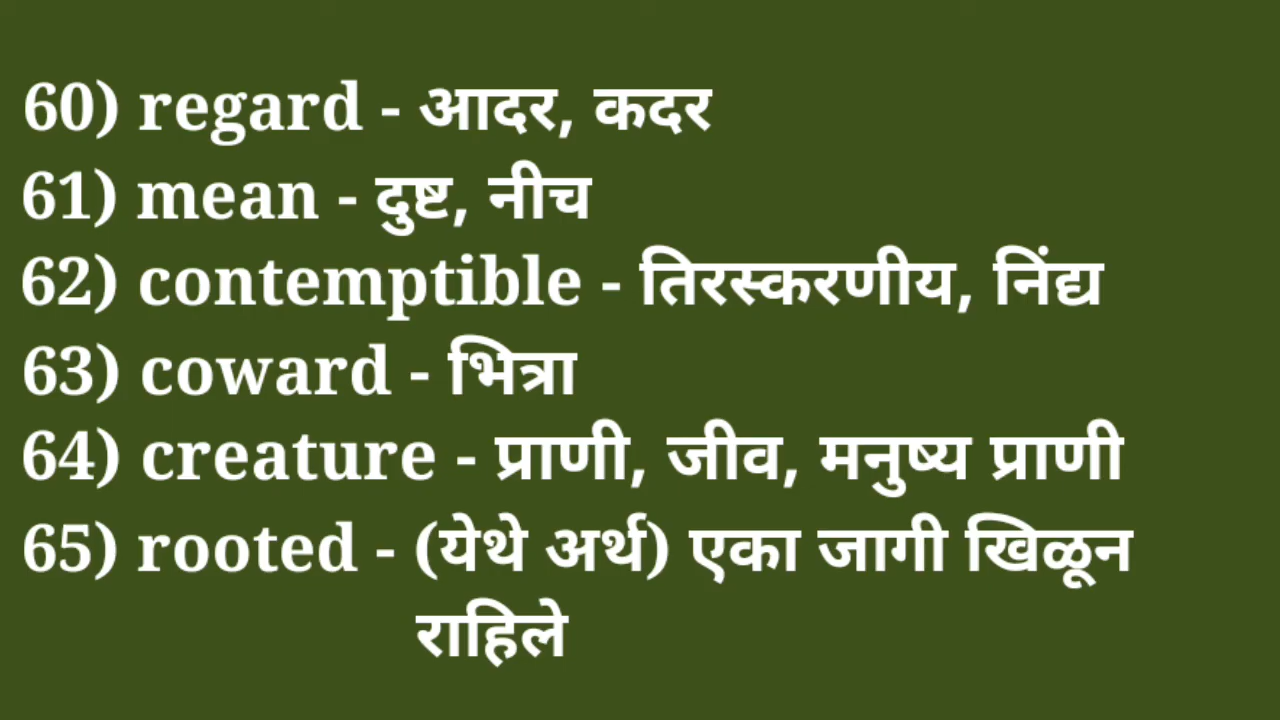 60) regard - आदर, कदर
61) mean - दुष्ट, नीच
62) contemptible - तिरस्करणीय, निंद्य
63) coward - भित्रा
64) creature - प्राणी, जीव, मनुष्य प्राणी
65) rooted - (येथे अर्थ) एका जागी खिळून
राहिले